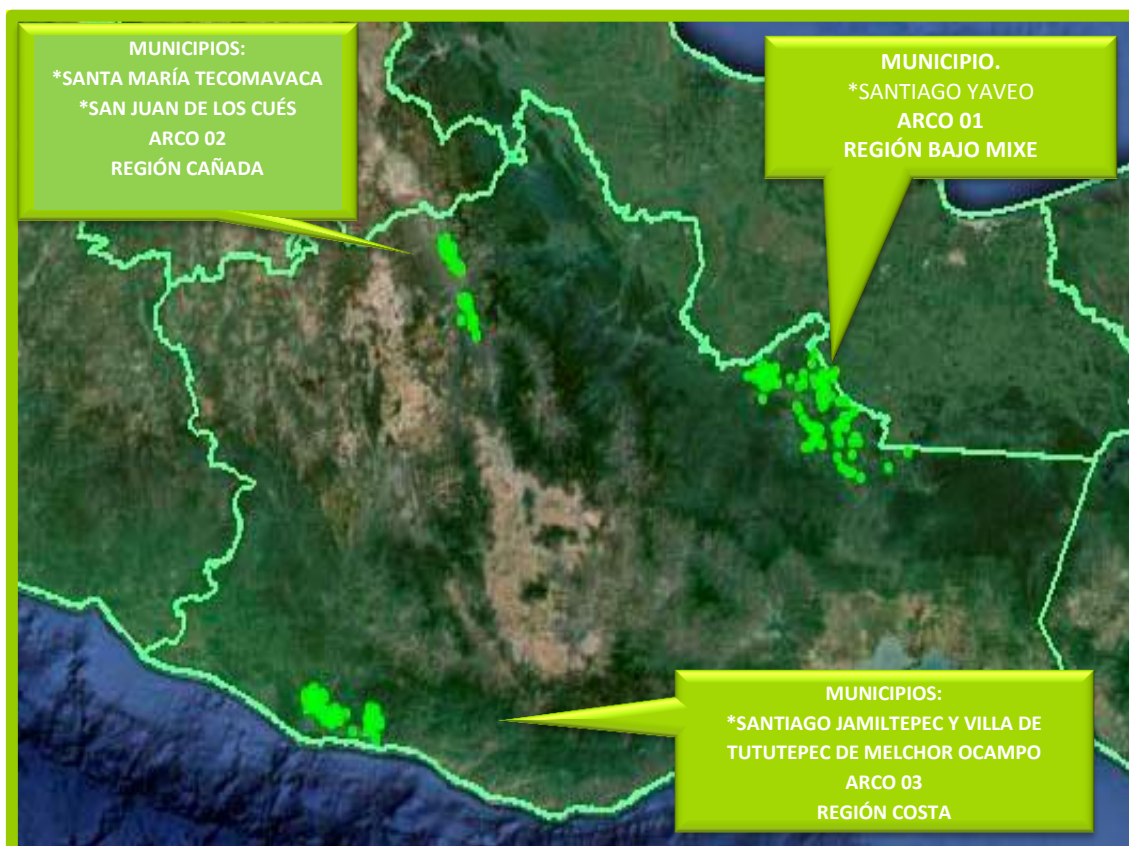 MUNICIPIOS:
*SANTA MARÍA TECOMAVACA
*SAN JUAN DE LOS CUÉS
ARCO 02
REGIÓN CAÑADA
MUNICIPIO.
*SANTIAGO YAVEO
ARCO 01
REGIÓN BAJO MIXE
MUNICIPIOS:
*SANTIAGO JAMILTEPEC Y VILLA DE
TUTUTEPEC DE MELCHOR OCAMPO
ARCO 03
REGIÓN COSTA